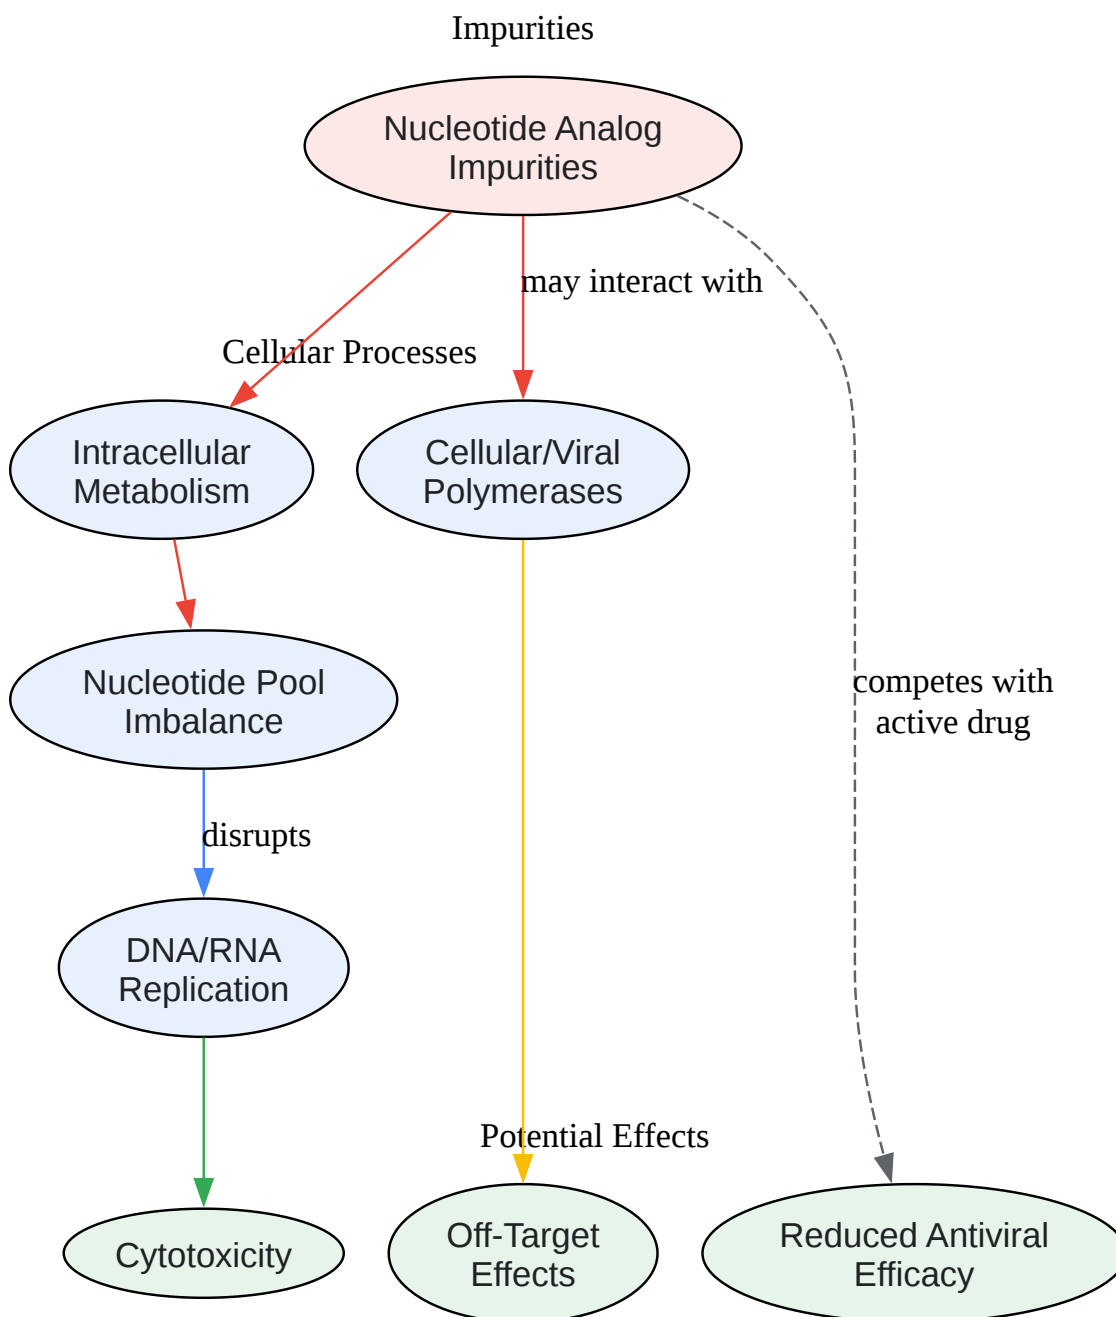 Impurities
Nucleotide Analog
Impurities
may interact with
Cellular Processes
Intracellular
Metabolism
Cellular/Viral
Polymerases
Nucleotide Pool
Imbalance
competes with
active drug
disrupts
DNA/RNA
Replication
Potential Effects
Cytotoxicity
Off-Target
Effects
Reduced Antiviral
Efficacy